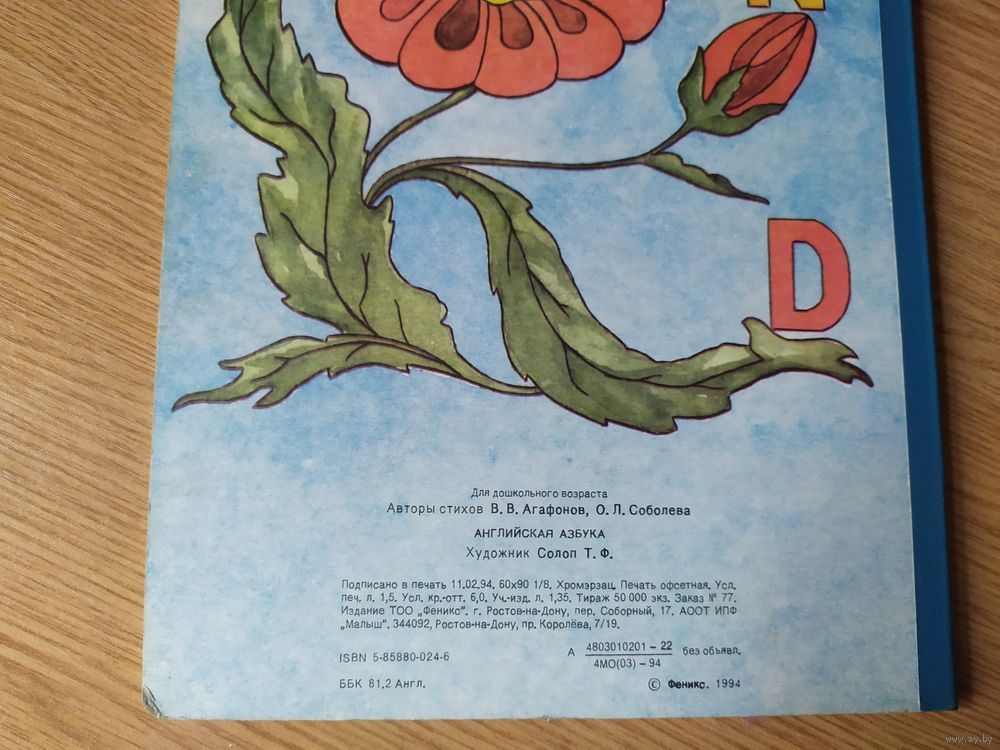 D
Для дошкольного возраста
Авторы стихов В. В. Агафонов, О. Л. Соболева
АНГЛИЙСКАЯ АЗБУКА
Художник Солоп Т. Ф.
Подписано в печать 11.02.94. 60х90 1/8. Хромэрзац. Печать офсетная. Усл.
печ. л. 1,5. Усл. кр.-отт. 6,0. Уч.-изд. л. 1,35. Тираж 50 000 экз. Заказ № 77.
Издание ТОО „Феникс". г. Ростов-на-Дону, пер. Соборный, 17. АООТ ИПФ
„Малыш". 344092, Ростов-на-Дону, пр. Королёва, 7/19.
ISBN 5-85880-024-6
А 4803010201 – 22 без объявл.
4МО(03) – 94
ББК 81.2 Англ.
© Феникс. 1994
www.ay.by